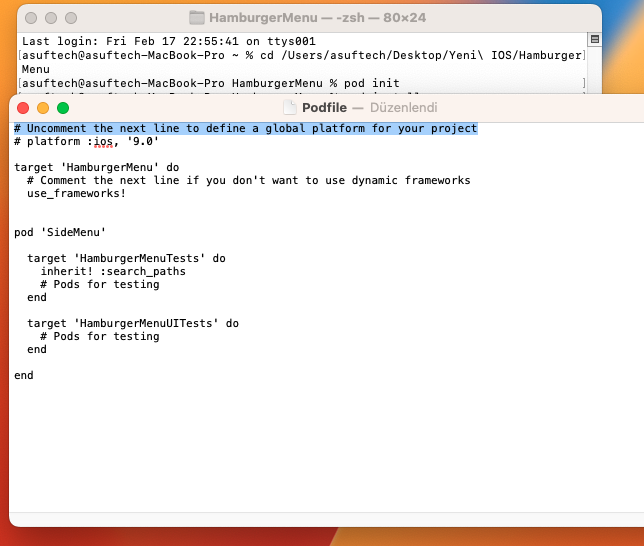 HamburgerMenu — -zsh — 80×24
Last login: Fri Feb 17 22:55:41 on ttys001
[asuftech@asuftech-MacBook-Pro ~ % cd /Users/asuftech/Desktop/Yeni\ IOS/Hamburger]
Menu
[asuftech@asuftech-MacBook-Pro HamburgerMenu % pod init ]
Podfile — Düzenlendi
# Uncomment the next line to define a global platform for your project
# platform :ios, '9.0'
target 'HamburgerMenu' do
# Comment the next line if you don't want to use dynamic frameworks
use_frameworks!
pod 'SideMenu'
target 'HamburgerMenuTests' do
inherit! :search_paths
# Pods for testing
end
target 'HamburgerMenuUITests' do
# Pods for testing
end
end